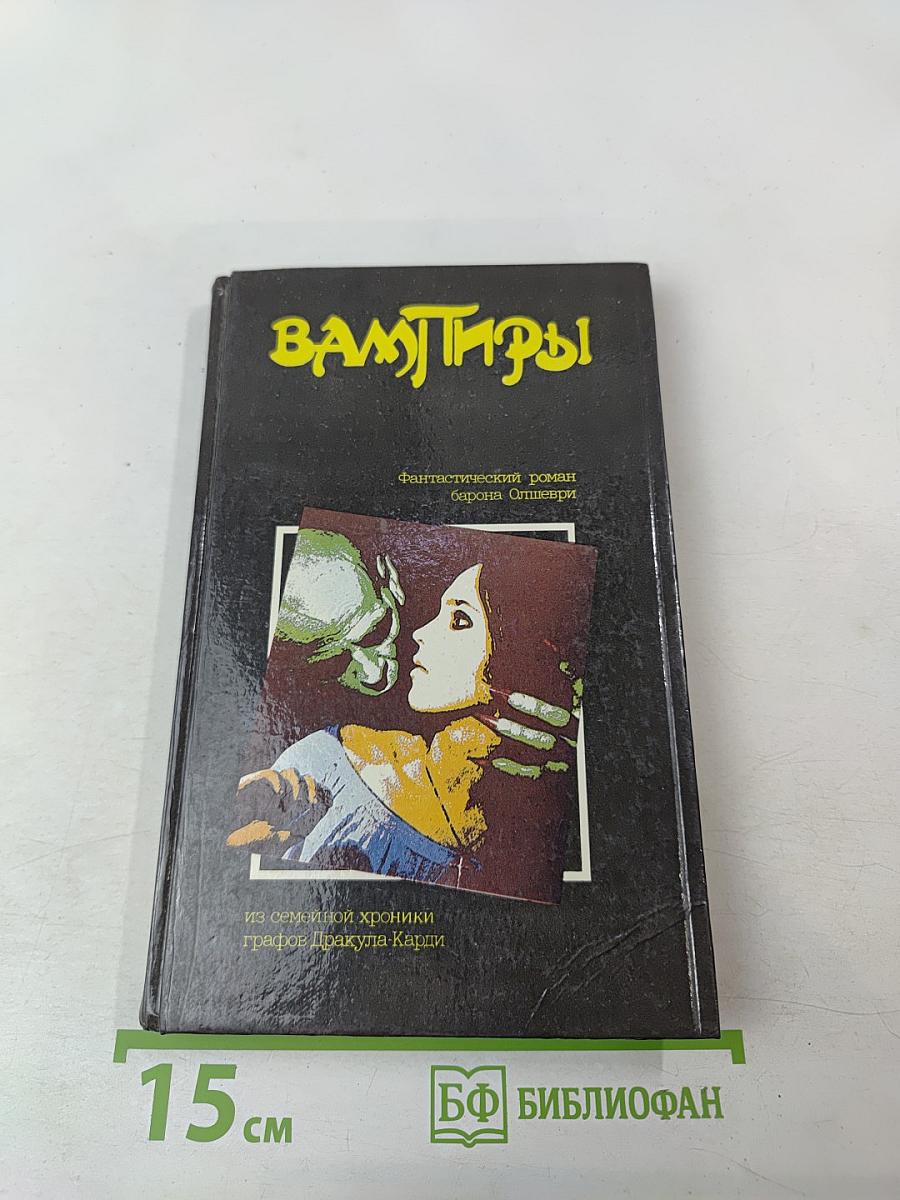 ВАМПИРЫ
Фантастический роман
барона Олшеври
из семейной хроники
графов Дракула-Карди
15 см
БФ БИБЛИОФАН